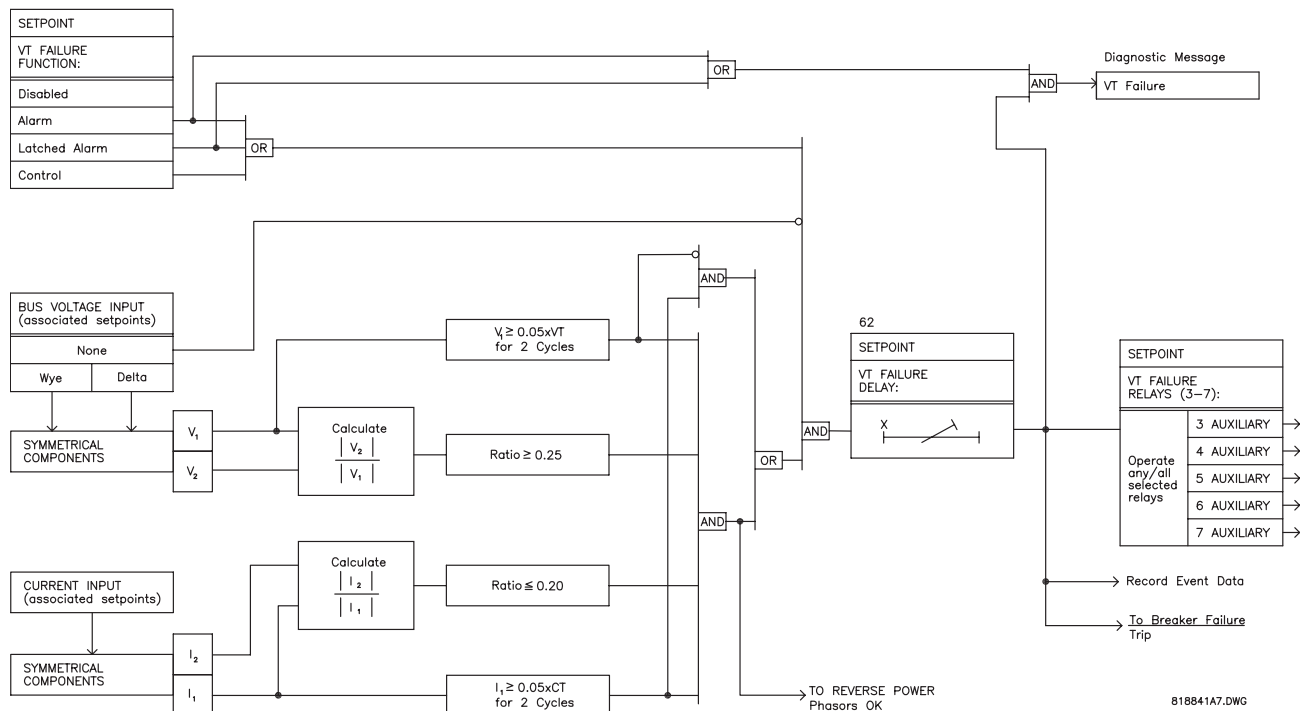 SETPOINT
VT FAILURE
FUNCTION:
Disabled
Alarm
Latched Alarm
Control
OR
OR
AND
Diagnostic Message
VT Failure
BUS VOLTAGE INPUT
(associated setpoints)
None
Wye
Delta
SYMMETRICAL
COMPONENTS
V1
V2
Calculate
| V2 |
| V1 |
V1 ≥ 0.05xVT
for 2 Cycles
Ratio ≥ 0.25
AND
AND
OR
AND
62
SETPOINT
VT FAILURE
DELAY:
X
SETPOINT
VT FAILURE
RELAYS (3-7):
Operate
any/all
selected
relays
3 AUXILIARY
4 AUXILIARY
5 AUXILIARY
6 AUXILIARY
7 AUXILIARY
Record Event Data
To Breaker Failure
Trip
CURRENT INPUT
(associated setpoints)
SYMMETRICAL
COMPONENTS
I2
I1
Calculate
| I2 |
| I1 |
Ratio ≤ 0.20
I1 ≥ 0.05xCT
for 2 Cycles
TO REVERSE POWER
Phasors OK
818841A7.DWG